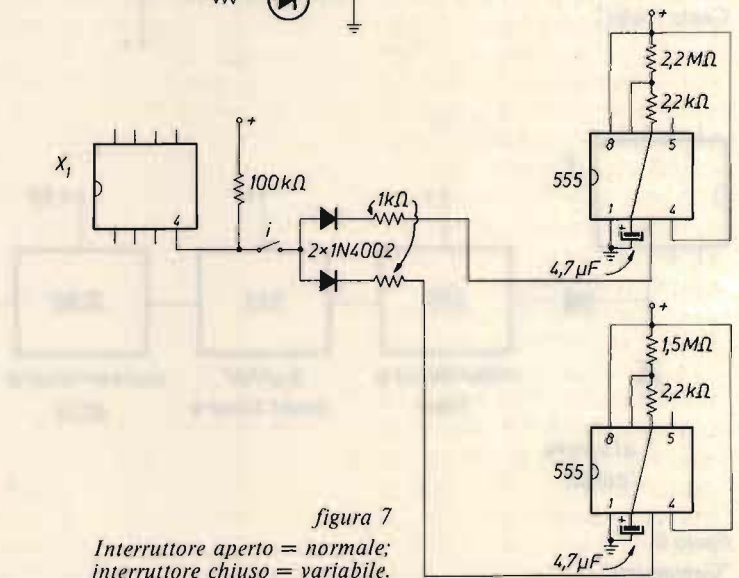 +
2,2MΩ
2,2kΩ
8
5
555
1
4
+
4,7μF
X₁
4
+
100kΩ
i
1kΩ
2×1N4002
+
1,5MΩ
2,2kΩ
8
5
555
1
4
+
4,7μF
figura 7
Interruttore aperto = normale;
interruttore chiuso = variabile.